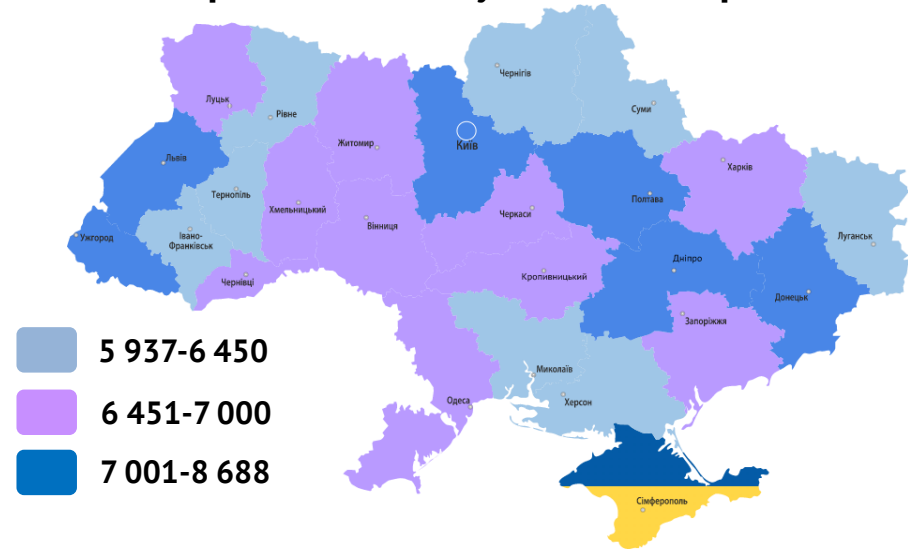 Чернігів
Суми
Луцьк
Рівне
Київ
Житомир
Львів
Харків
Тернопіль
Хмельницький
Черкаси
Полтава
Вінниця
Ужгород
Івано-
Франківськ
Луганськ
Дніпро
Чернівці
Кропивницький
Донецьк
Запоріжжя
5 937-6 450
Миколаїв
Одеса
Херсон
6 451-7 000
7 001-8 688
Сімферополь